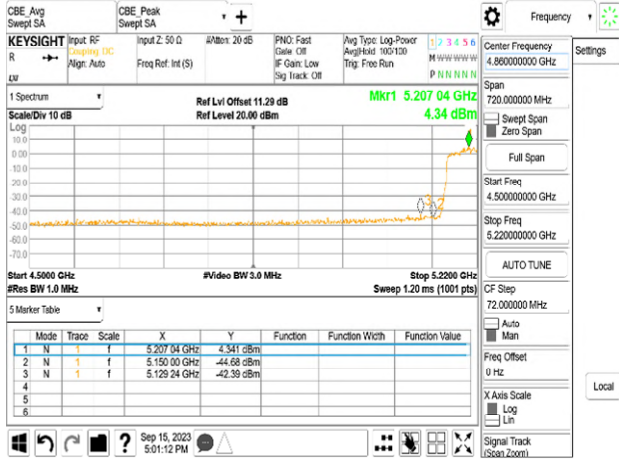 CBE_Avg
Swept SA
CBE_Peak
Swept SA
+
Frequency
Settings
KEYSIGHT
R
Input: RF
Coupling: DC
Align: Auto
Input Z: 50 Ω
Freq Ref: Int (S)
#Atten: 20 dB
PNO: Fast
Gate: Off
IF Gain: Low
Sig Track: Off
Avg Type: Log-Power
Avg|Hold: 100/100
Trig: Free Run
1 2 3 4 5 6
M W W W W W
P N N N N N
1 Spectrum
Scale/Div 10 dB
Ref Lvl Offset 11.29 dB
Ref Level 20.00 dBm
Mkr1 5.207 04 GHz
4.34 dBm
Log
10.0
0.00
-10.0
-20.0
-30.0
-40.0
-50.0
-60.0
-70.0
Start 4.5000 GHz
#Res BW 1.0 MHz
#Video BW 3.0 MHz
Stop 5.2200 GHz
Sweep 1.20 ms (1001 pts)
5 Marker Table
Mode Trace Scale X Y Function Function Width Function Value
1 N 1 f 5.207 04 GHz 4.341 dBm
2 N 1 f 5.150 00 GHz -44.68 dBm
3 N 1 f 5.129 24 GHz -42.39 dBm
4
5
6
Sep 15, 2023
5:01:12 PM
Center Frequency
4.860000000 GHz
Span
720.000000 MHz
Swept Span
Zero Span
Full Span
Start Freq
4.500000000 GHz
Stop Freq
5.220000000 GHz
AUTO TUNE
CF Step
72.000000 MHz
Auto
Man
Freq Offset
0 Hz
X Axis Scale
Log
Lin
Signal Track
(Span Zoom)
Local